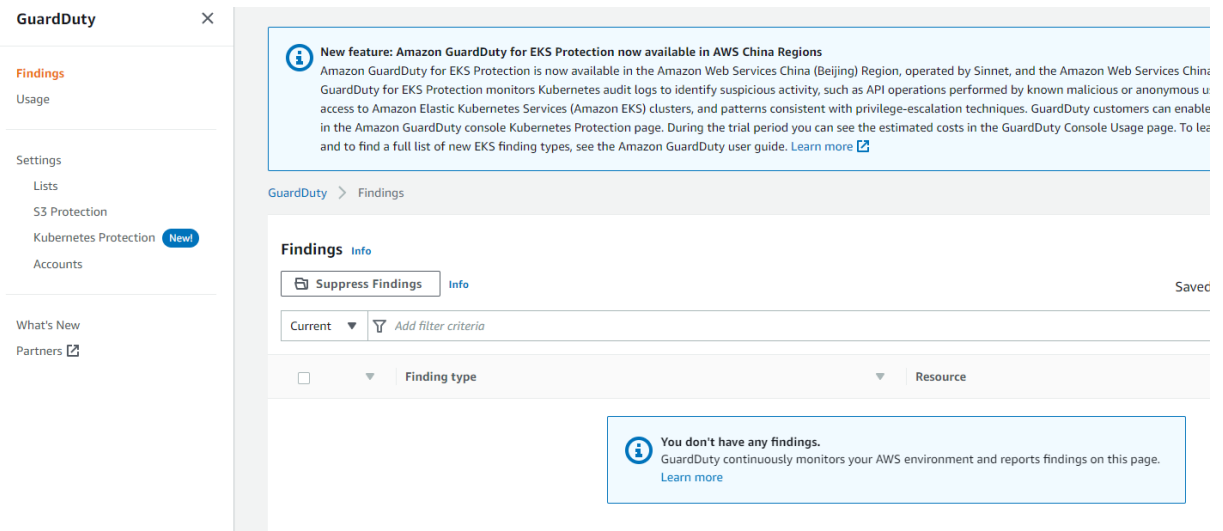 GuardDuty
Findings
Usage
Settings
Lists
S3 Protection
Kubernetes Protection New!
Accounts
What's New
Partners
New feature: Amazon GuardDuty for EKS Protection now available in AWS China Regions
Amazon GuardDuty for EKS Protection is now available in the Amazon Web Services China (Beijing) Region, operated by Sinnet, and the Amazon Web Services China
GuardDuty for EKS Protection monitors Kubernetes audit logs to identify suspicious activity, such as API operations performed by known malicious or anonymous
access to Amazon Elastic Kubernetes Services (Amazon EKS) clusters, and patterns consistent with privilege-escalation techniques. GuardDuty customers can enable
in the Amazon GuardDuty console Kubernetes Protection page. During the trial period you can see the estimated costs in the GuardDuty Console Usage page. To
and to find a full list of new EKS finding types, see the Amazon GuardDuty user guide. Learn more
GuardDuty > Findings
Findings Info
Suppress Findings Info
Saved
Current Add filter criteria
Finding type Resource
You don't have any findings.
GuardDuty continuously monitors your AWS environment and reports findings on this page.
Learn more